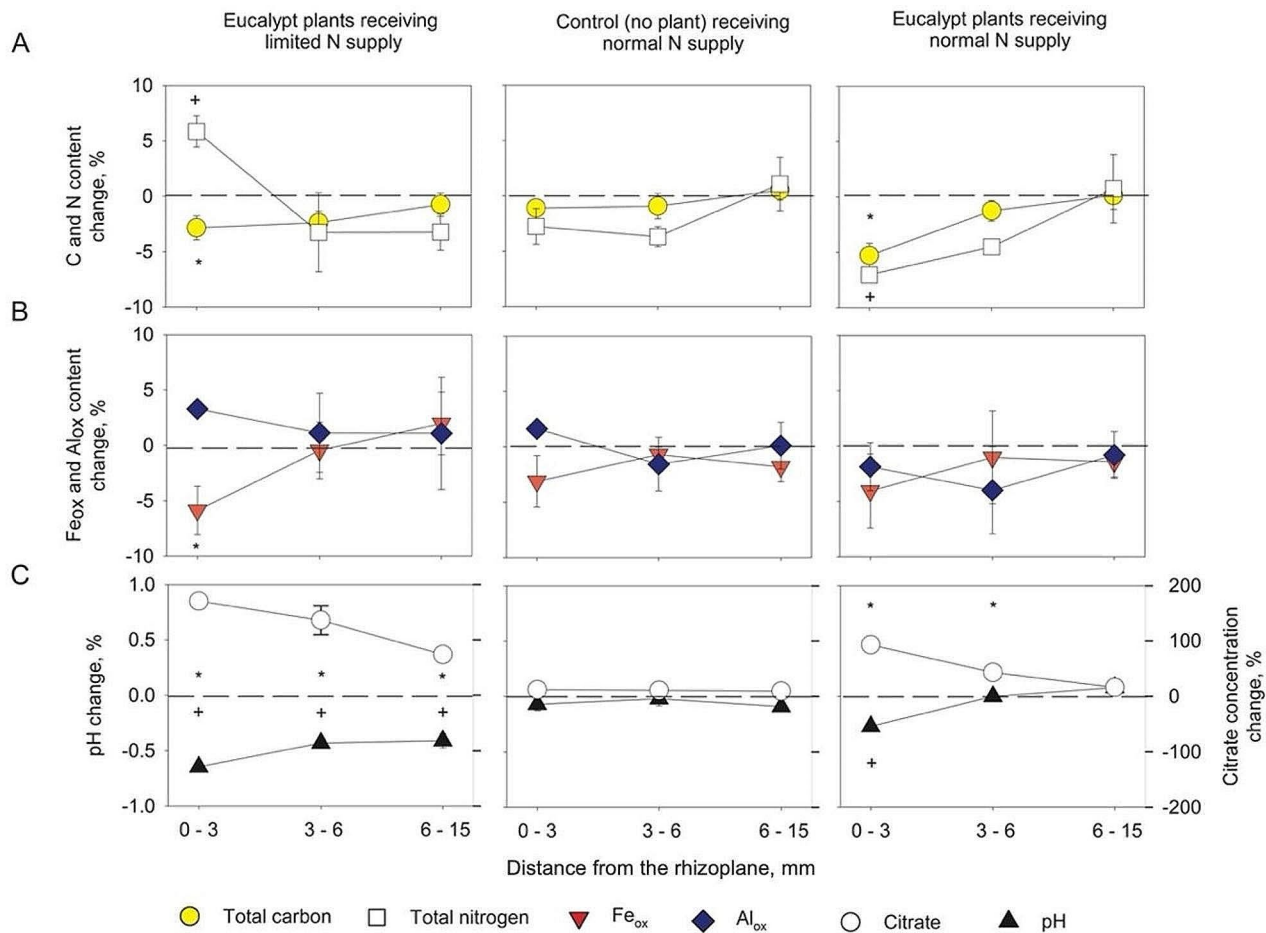 Eucalypt plants receiving
limited N supply
Control (no plant) receiving
normal N supply
Eucalypt plants receiving
normal N supply
A
C and N content
change, %
10
5
0
-5
-10
+
*
*
+
B
Feox and Alox content
change, %
10
5
0
-5
-10
*
C
pH change, %
1.0
0.5
0.0
-0.5
-1.0
* * *
+ + +
* *
+
200
100
0
-100
-200
Citrate concentration
change, %
0 - 3 3 - 6 6 - 15 0 - 3 3 - 6 6 - 15 0 - 3 3 - 6 6 - 15
Distance from the rhizoplane, mm
Total carbon Total nitrogen Feox Alox Citrate pH